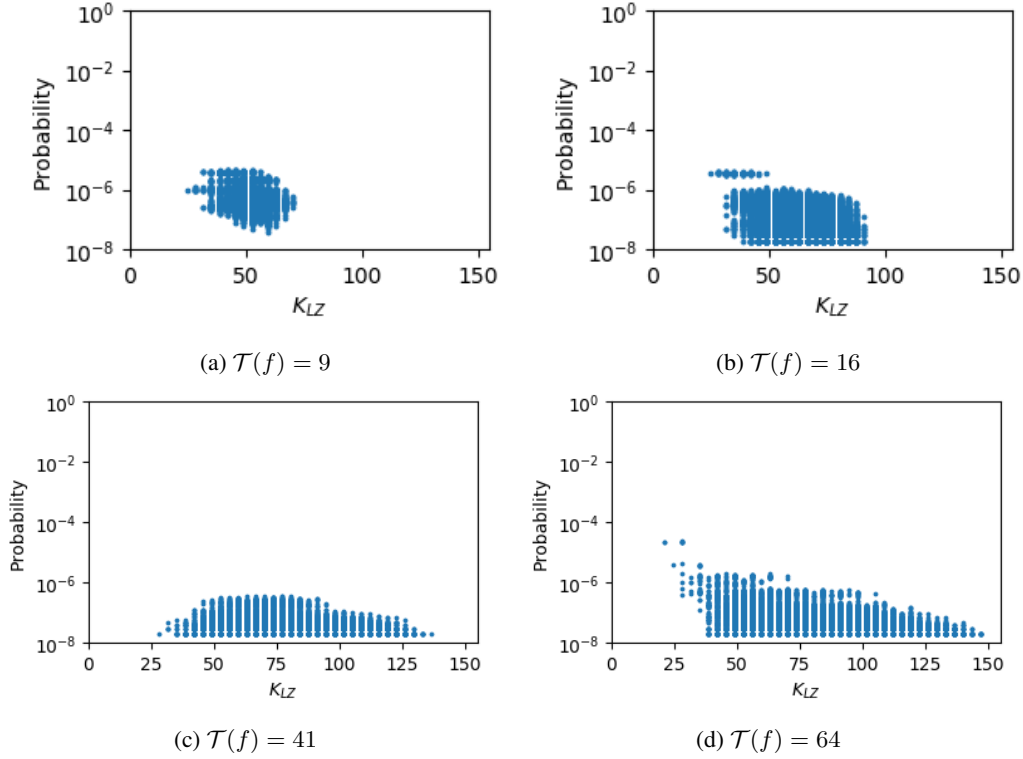 10^0
10^-2
10^-4
10^-6
10^-8
Probability
0 50 100 150
K_LZ
(a) 𝒯(f) = 9
10^0
10^-2
10^-4
10^-6
10^-8
Probability
0 50 100 150
K_LZ
(b) 𝒯(f) = 16
10^0
10^-2
10^-4
10^-6
10^-8
Probability
0 25 50 75 100 125 150
K_LZ
(c) 𝒯(f) = 41
10^0
10^-2
10^-4
10^-6
10^-8
Probability
0 25 50 75 100 125 150
K_LZ
(d) 𝒯(f) = 64